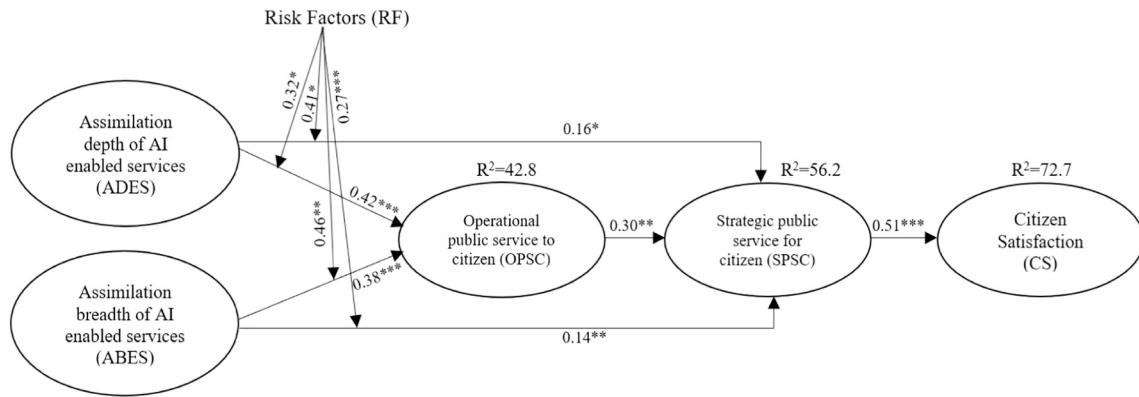 Risk Factors (RF)
0.32*
0.41*
0.27***
Assimilation
depth of AI
enabled services
(ADES)
0.16*
R²=42.8
R²=56.2
R²=72.7
0.42***
0.46**
Operational
public service to
citizen (OPSC)
0.30**
Strategic public
service for
citizen (SPSC)
0.51***
Citizen
Satisfaction
(CS)
0.38***
Assimilation
breadth of AI
enabled services
(ABES)
0.14**